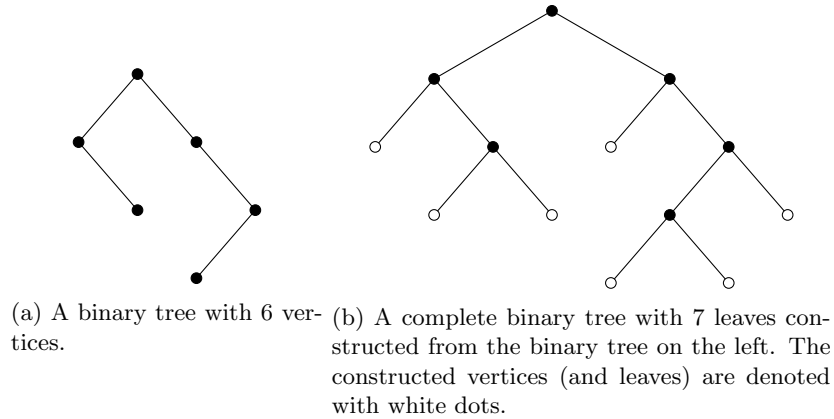 (a) A binary tree with 6 ver-
tices.
(b) A complete binary tree with 7 leaves con-
structed from the binary tree on the left. The
constructed vertices (and leaves) are denoted
with white dots.